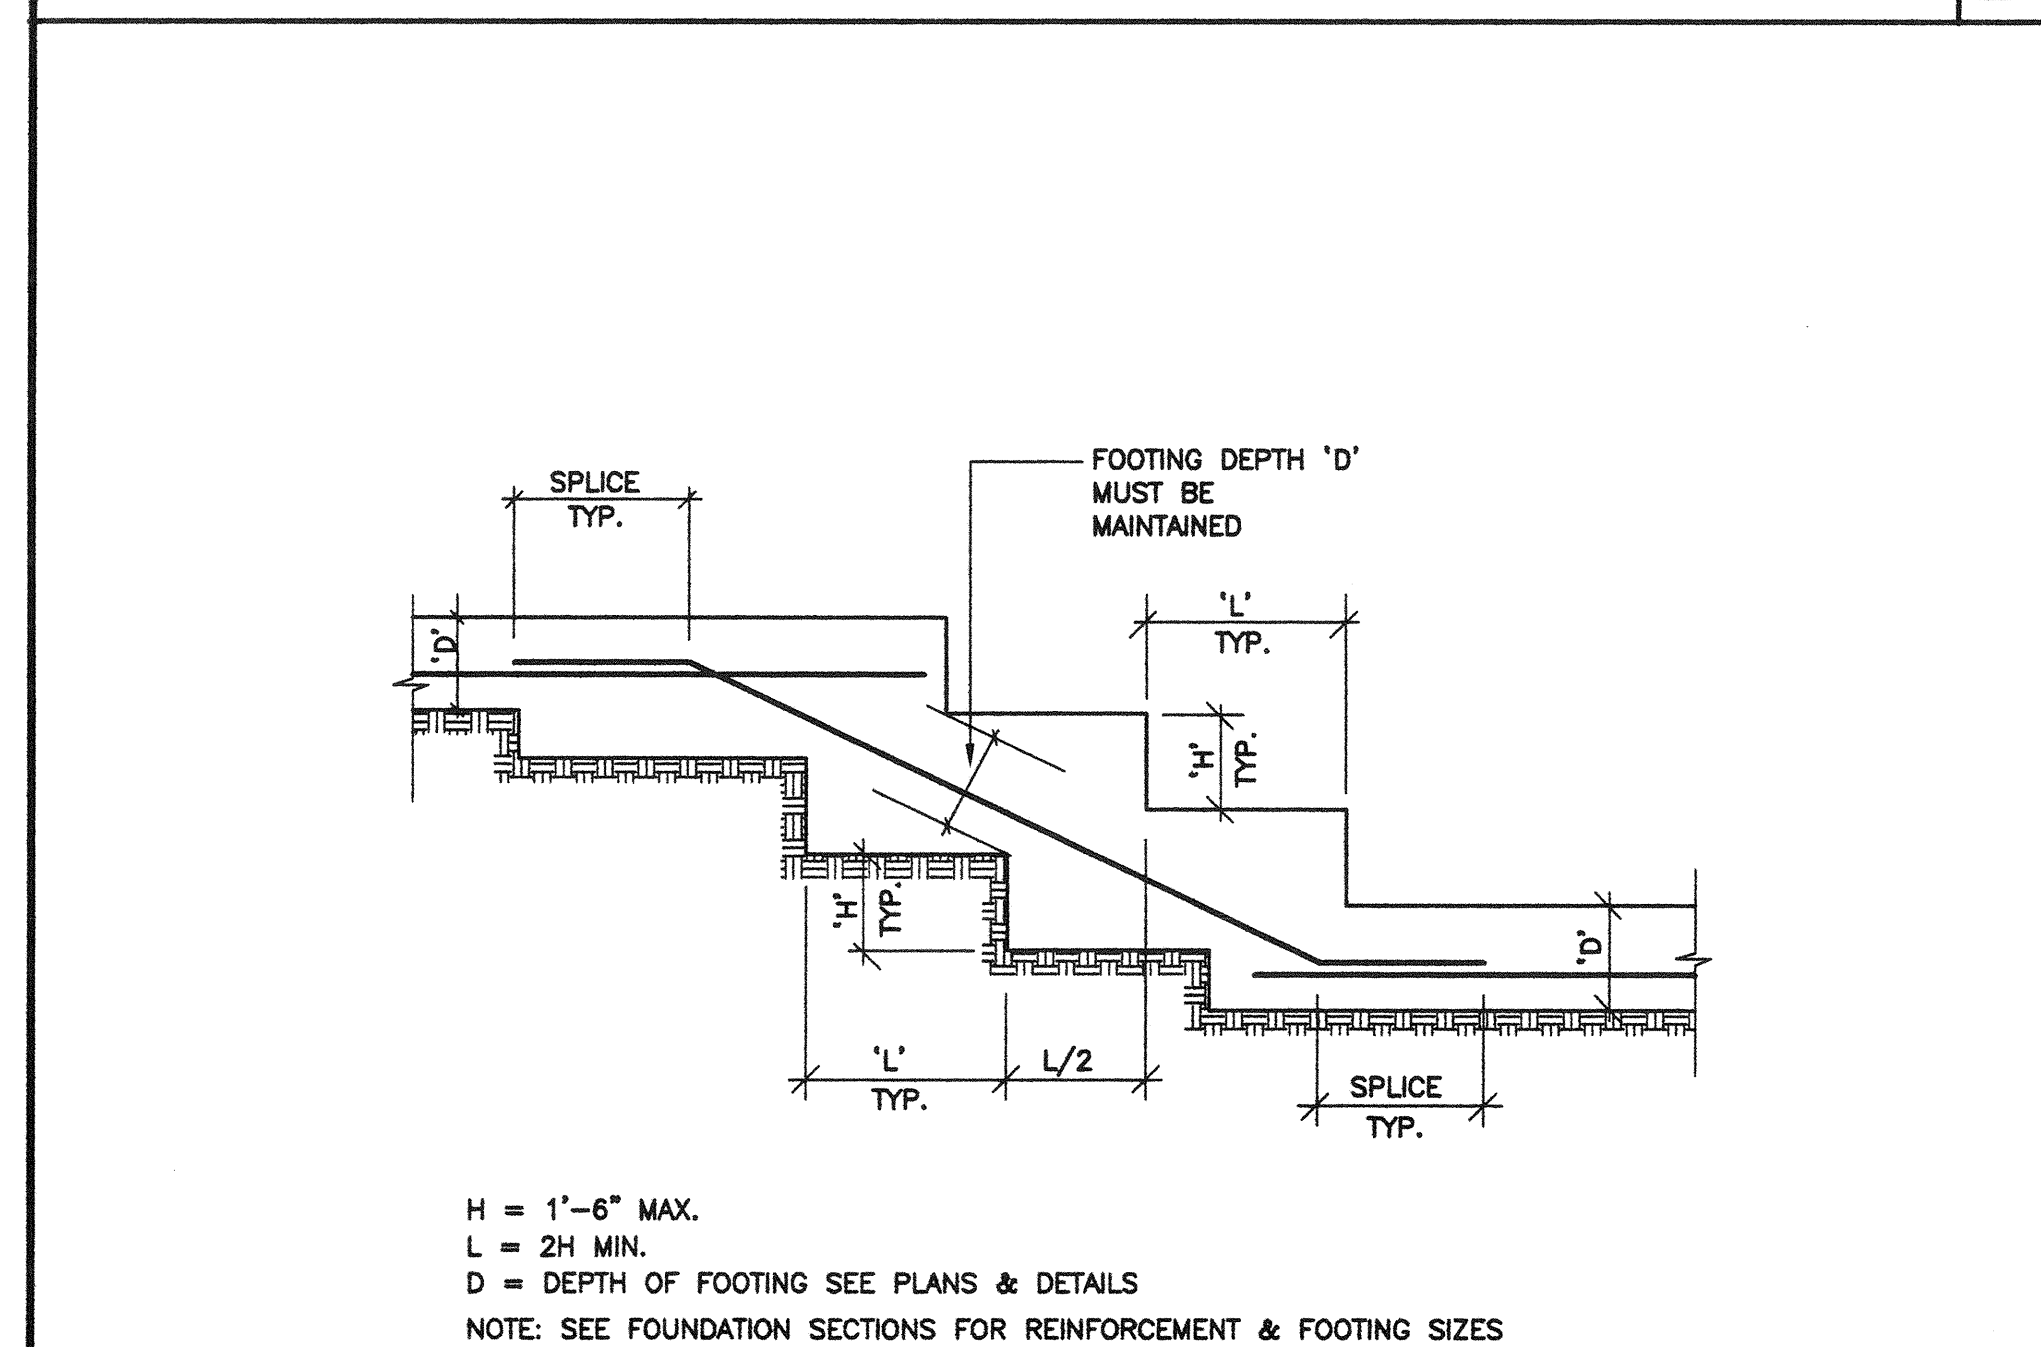 FOOTING DEPTH 'D'
MUST BE
MAINTAINED
SPLICE
TYP.
'L'
TYP.
'D'
'H'
TYP.
'H'
TYP.
'D'
'L'
TYP.
L/2
SPLICE
TYP.
H = 1'-6" MAX.
L = 2H MIN.
D = DEPTH OF FOOTING SEE PLANS & DETAILS
NOTE: SEE FOUNDATION SECTIONS FOR REINFORCEMENT & FOOTING SIZES